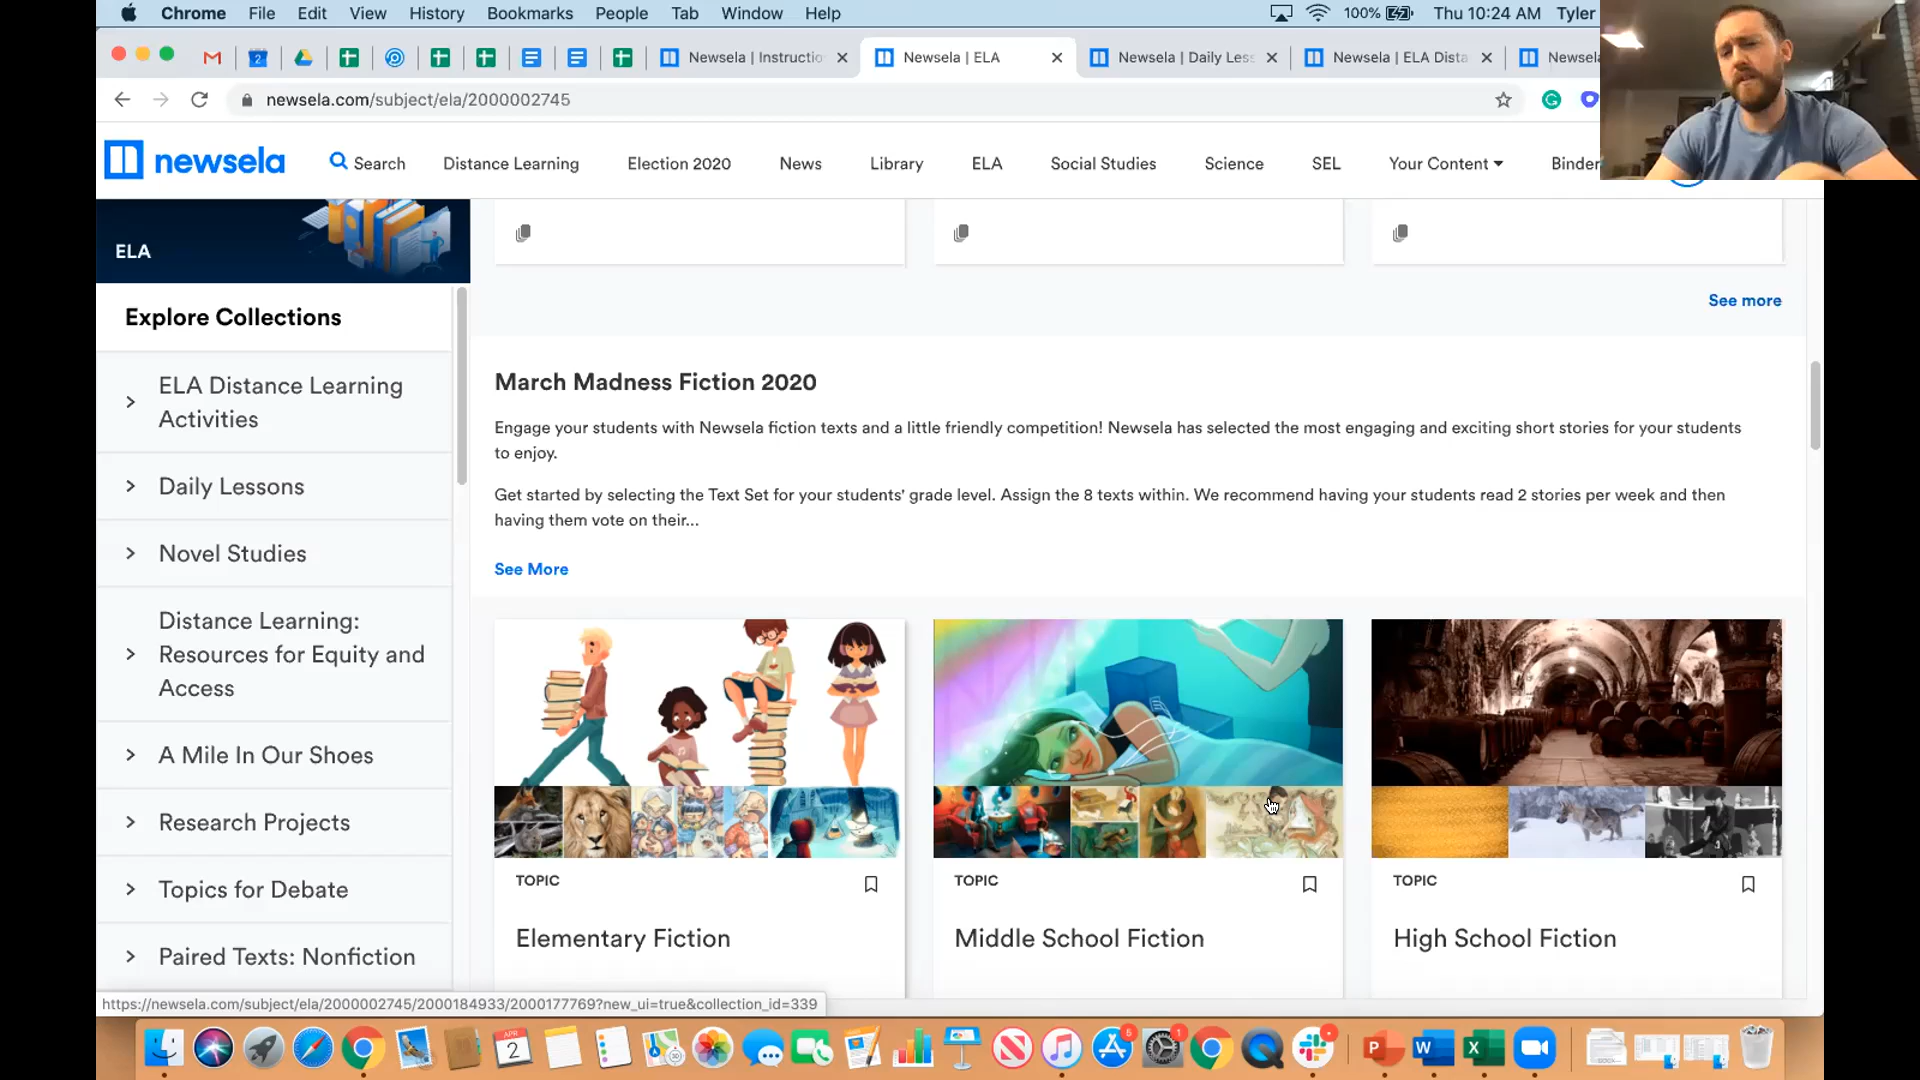 Chrome File Edit View History Bookmarks People Tab Window Help 100% Thu 10:24 AM Tyler
Newsela | Instructio Newsela | ELA Newsela | Daily Les Newsela | ELA Dista Newsela
newsela.com/subject/ela/2000002745
newsela Search Distance Learning Election 2020 News Library ELA Social Studies Science SEL Your Content Binder
ELA
Explore Collections
ELA Distance Learning
Activities
Daily Lessons
Novel Studies
Distance Learning:
Resources for Equity and
Access
A Mile In Our Shoes
Research Projects
Topics for Debate
Paired Texts: Nonfiction
See more
March Madness Fiction 2020
Engage your students with Newsela fiction texts and a little friendly competition! Newsela has selected the most engaging and exciting short stories for your students
to enjoy.
Get started by selecting the Text Set for your students' grade level. Assign the 8 texts within. We recommend having your students read 2 stories per week and then
having them vote on their...
See More
TOPIC
Elementary Fiction
TOPIC
Middle School Fiction
TOPIC
High School Fiction
https://newsela.com/subject/ela/2000002745/2000184933/2000177769?new_ui=true&collection_id=339
APR
2
5
1
P W X